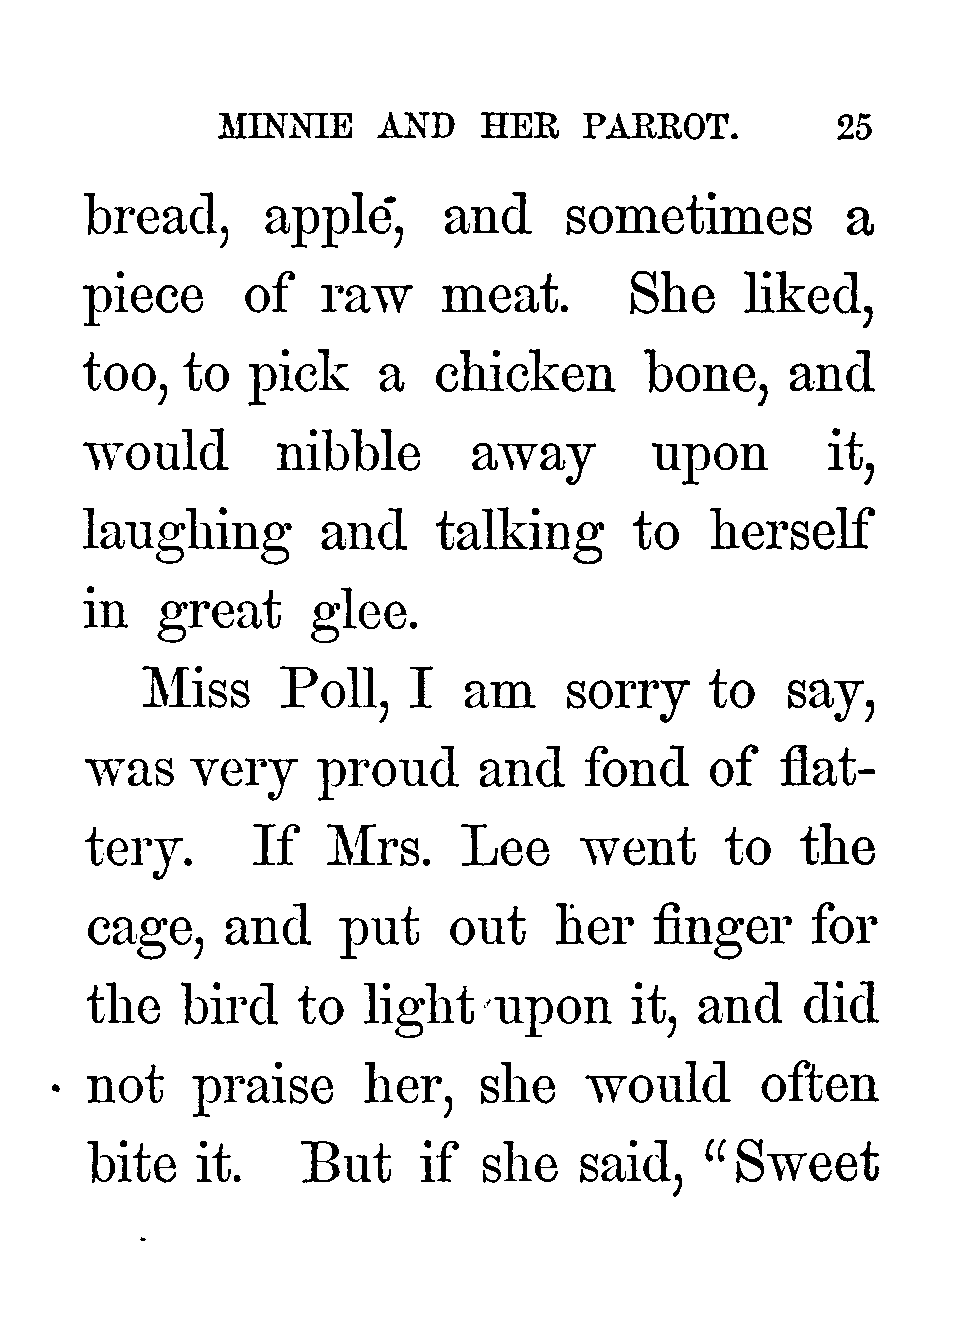 MINNIE AND HER PARROT. 25
bread, apple, and sometimes a
piece of raw meat. She liked,
too, to pick a chicken bone, and
would nibble away upon it,
laughing and talking to herself
in great glee.
Miss Poll, I am sorry to say,
was very proud and fond of flat-
tery. If Mrs. Lee went to the
cage, and put out her finger for
the bird to light upon it, and did
not praise her, she would often
bite it. But if she said, “Sweet